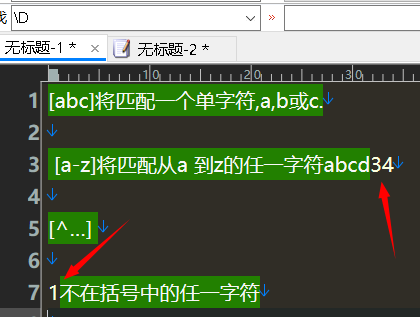 找 \D »
无标题-1 * × 无标题-2 *
10 20 30
1 [abc]将匹配一个单字符,a,b或c.↓
2 ↓
3 [a-z]将匹配从a 到z的任一字符abcd34↓
4 ↓
5 [^...] ↓
6 ↓
7 1不在括号中的任一字符↓